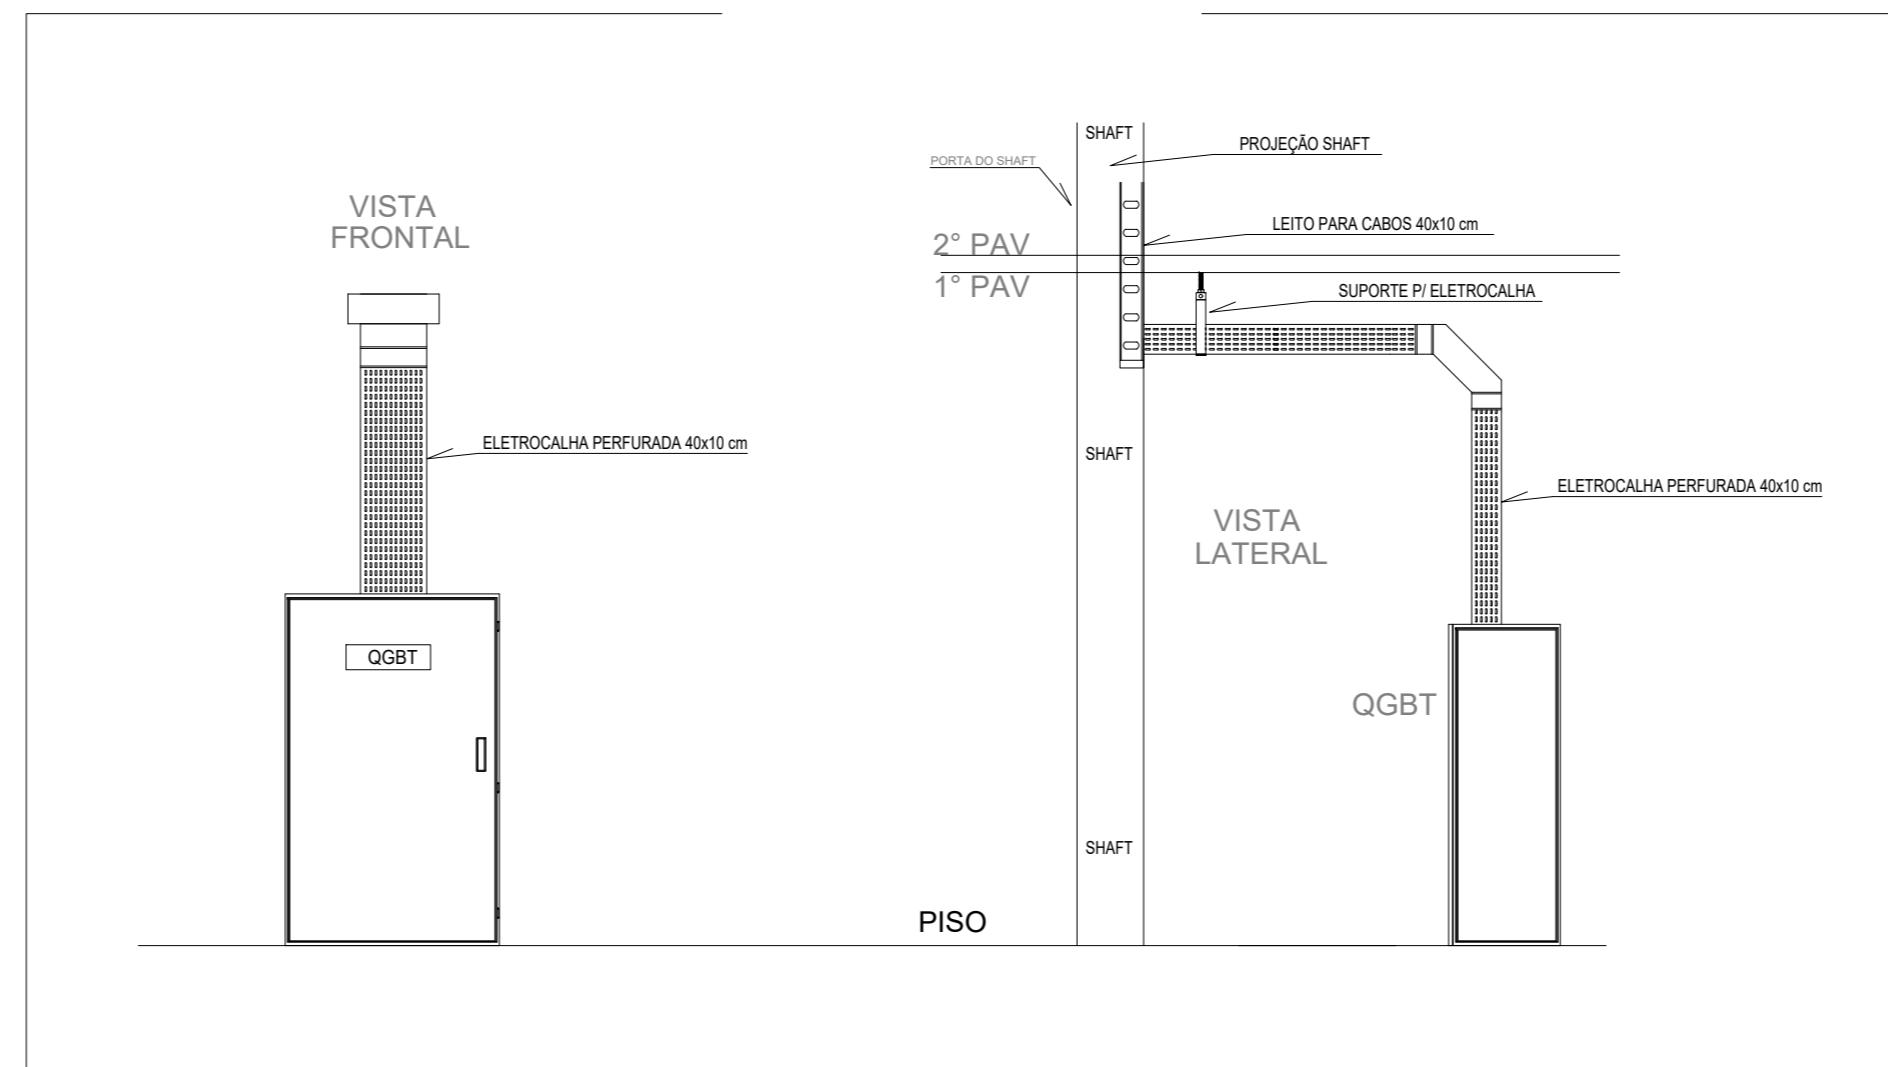 VISTA
FRONTAL
ELETROCALHA PERFURADA 40x10 cm
QGBT
SHAFT
PROJEÇÃO SHAFT
PORTA DO SHAFT
LEITO PARA CABOS 40x10 cm
2° PAV
1° PAV
SUPORTE P/ ELETROCALHA
SHAFT
ELETROCALHA PERFURADA 40x10 cm
VISTA
LATERAL
QGBT
SHAFT
PISO